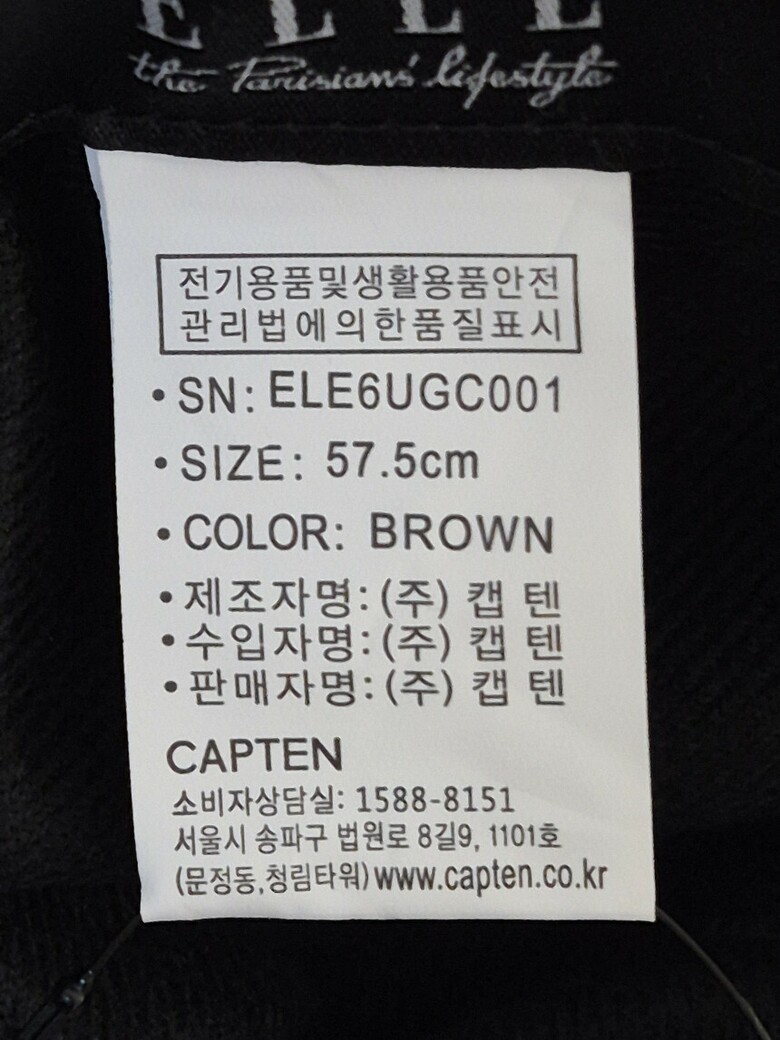 ELLE
the Parisians' lifestyle
전기용품및생활용품안전
관리법에의한품질표시
•SN: ELE6UGC001
•SIZE: 57.5cm
•COLOR: BROWN
•제조자명:(주) 캡 텐
•수입자명:(주) 캡 텐
•판매자명:(주) 캡 텐
CAPTEN
소비자상담실: 1588-8151
서울시 송파구 법원로 8길9, 1101호
(문정동,청림타워)www.capten.co.kr